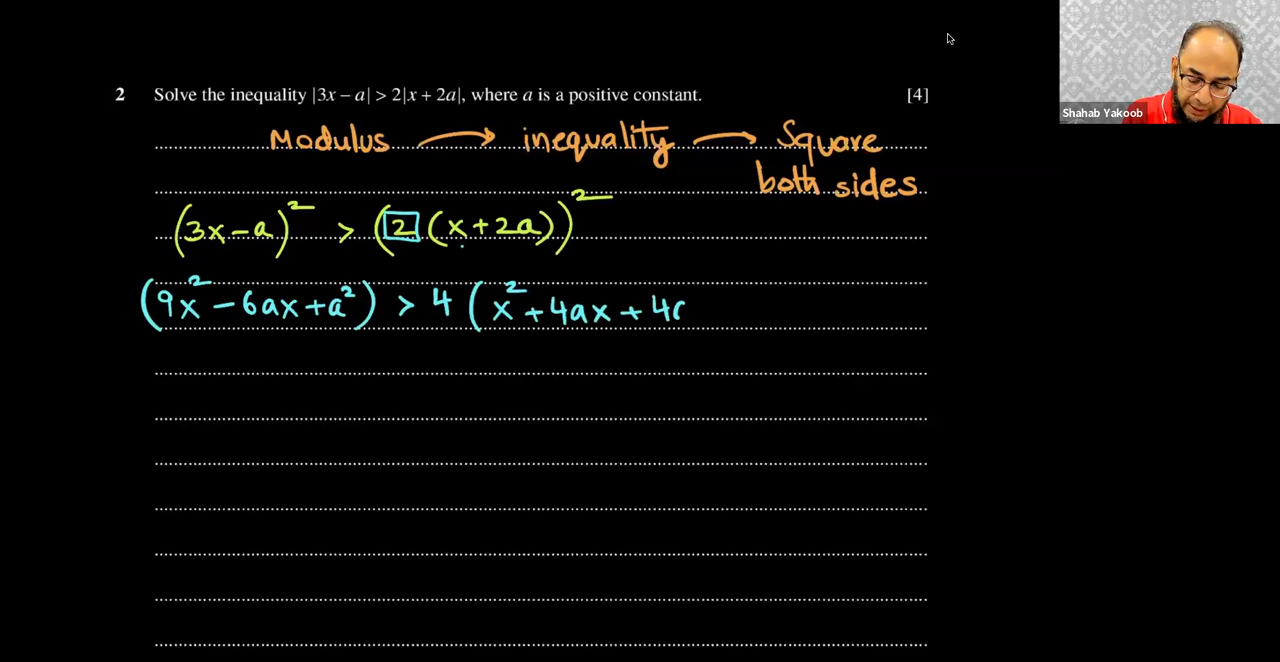 2 Solve the inequality |3x − a| > 2|x + 2a|, where a is a positive constant. [4]
Modulus → inequality → Square
both sides
(3x − a)² > (2(x + 2a))²
(9x² − 6ax + a²) > 4(x² + 4ax + 4
Shahab Yakoob